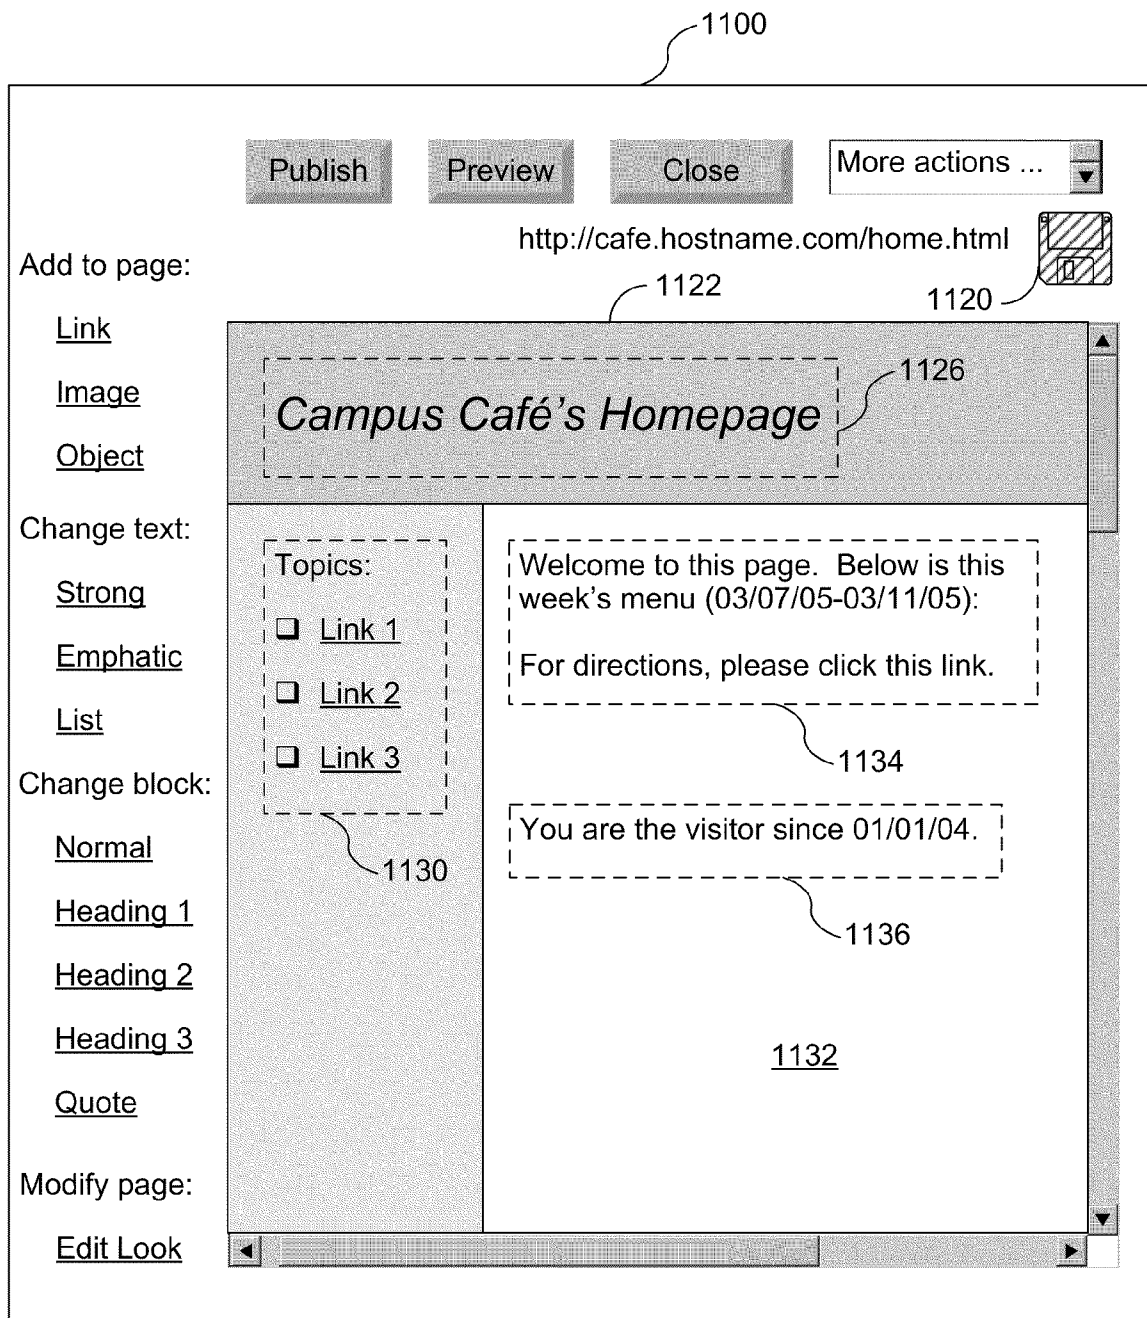 1100
Publish
Preview
Close
More actions ...
http://cafe.hostname.com/home.html
1120
Add to page:
Link
Image
Object
Change text:
Strong
Emphatic
List
Change block:
Normal
Heading 1
Heading 2
Heading 3
Quote
Modify page:
Edit Look
1122
Campus Café's Homepage
1126
Topics:
❑ Link 1
❑ Link 2
❑ Link 3
1130
Welcome to this page.  Below is this
week's menu (03/07/05-03/11/05):
For directions, please click this link.
1134
You are the visitor since 01/01/04.
1136
1132